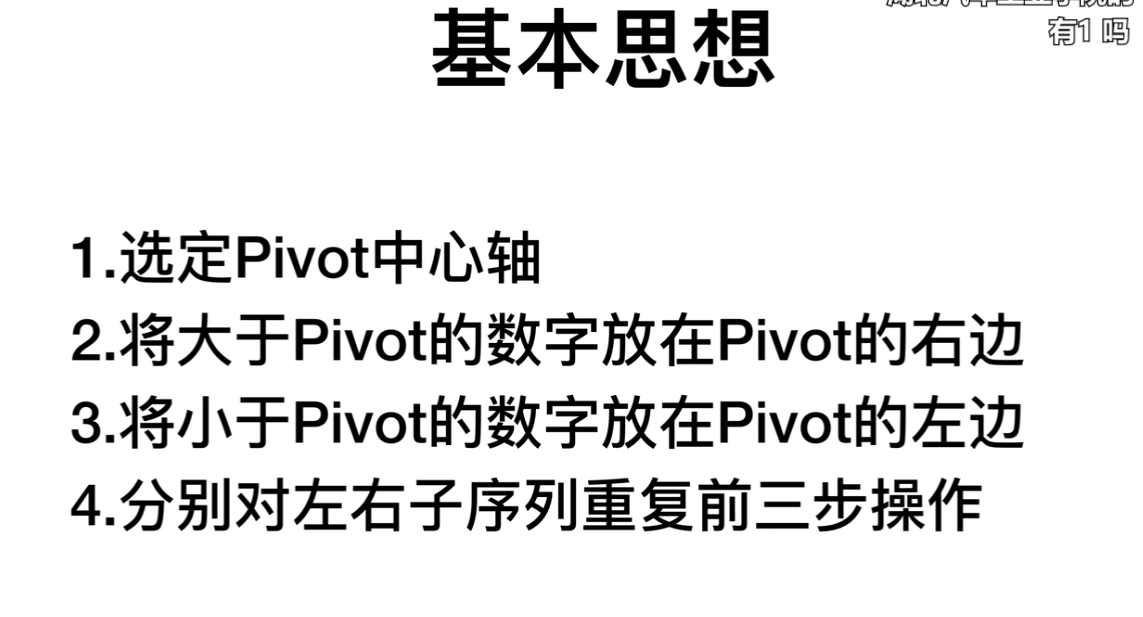 有1 吗
基本思想
1.选定Pivot中心轴
2.将大于Pivot的数字放在Pivot的右边
3.将小于Pivot的数字放在Pivot的左边
4.分别对左右子序列重复前三步操作